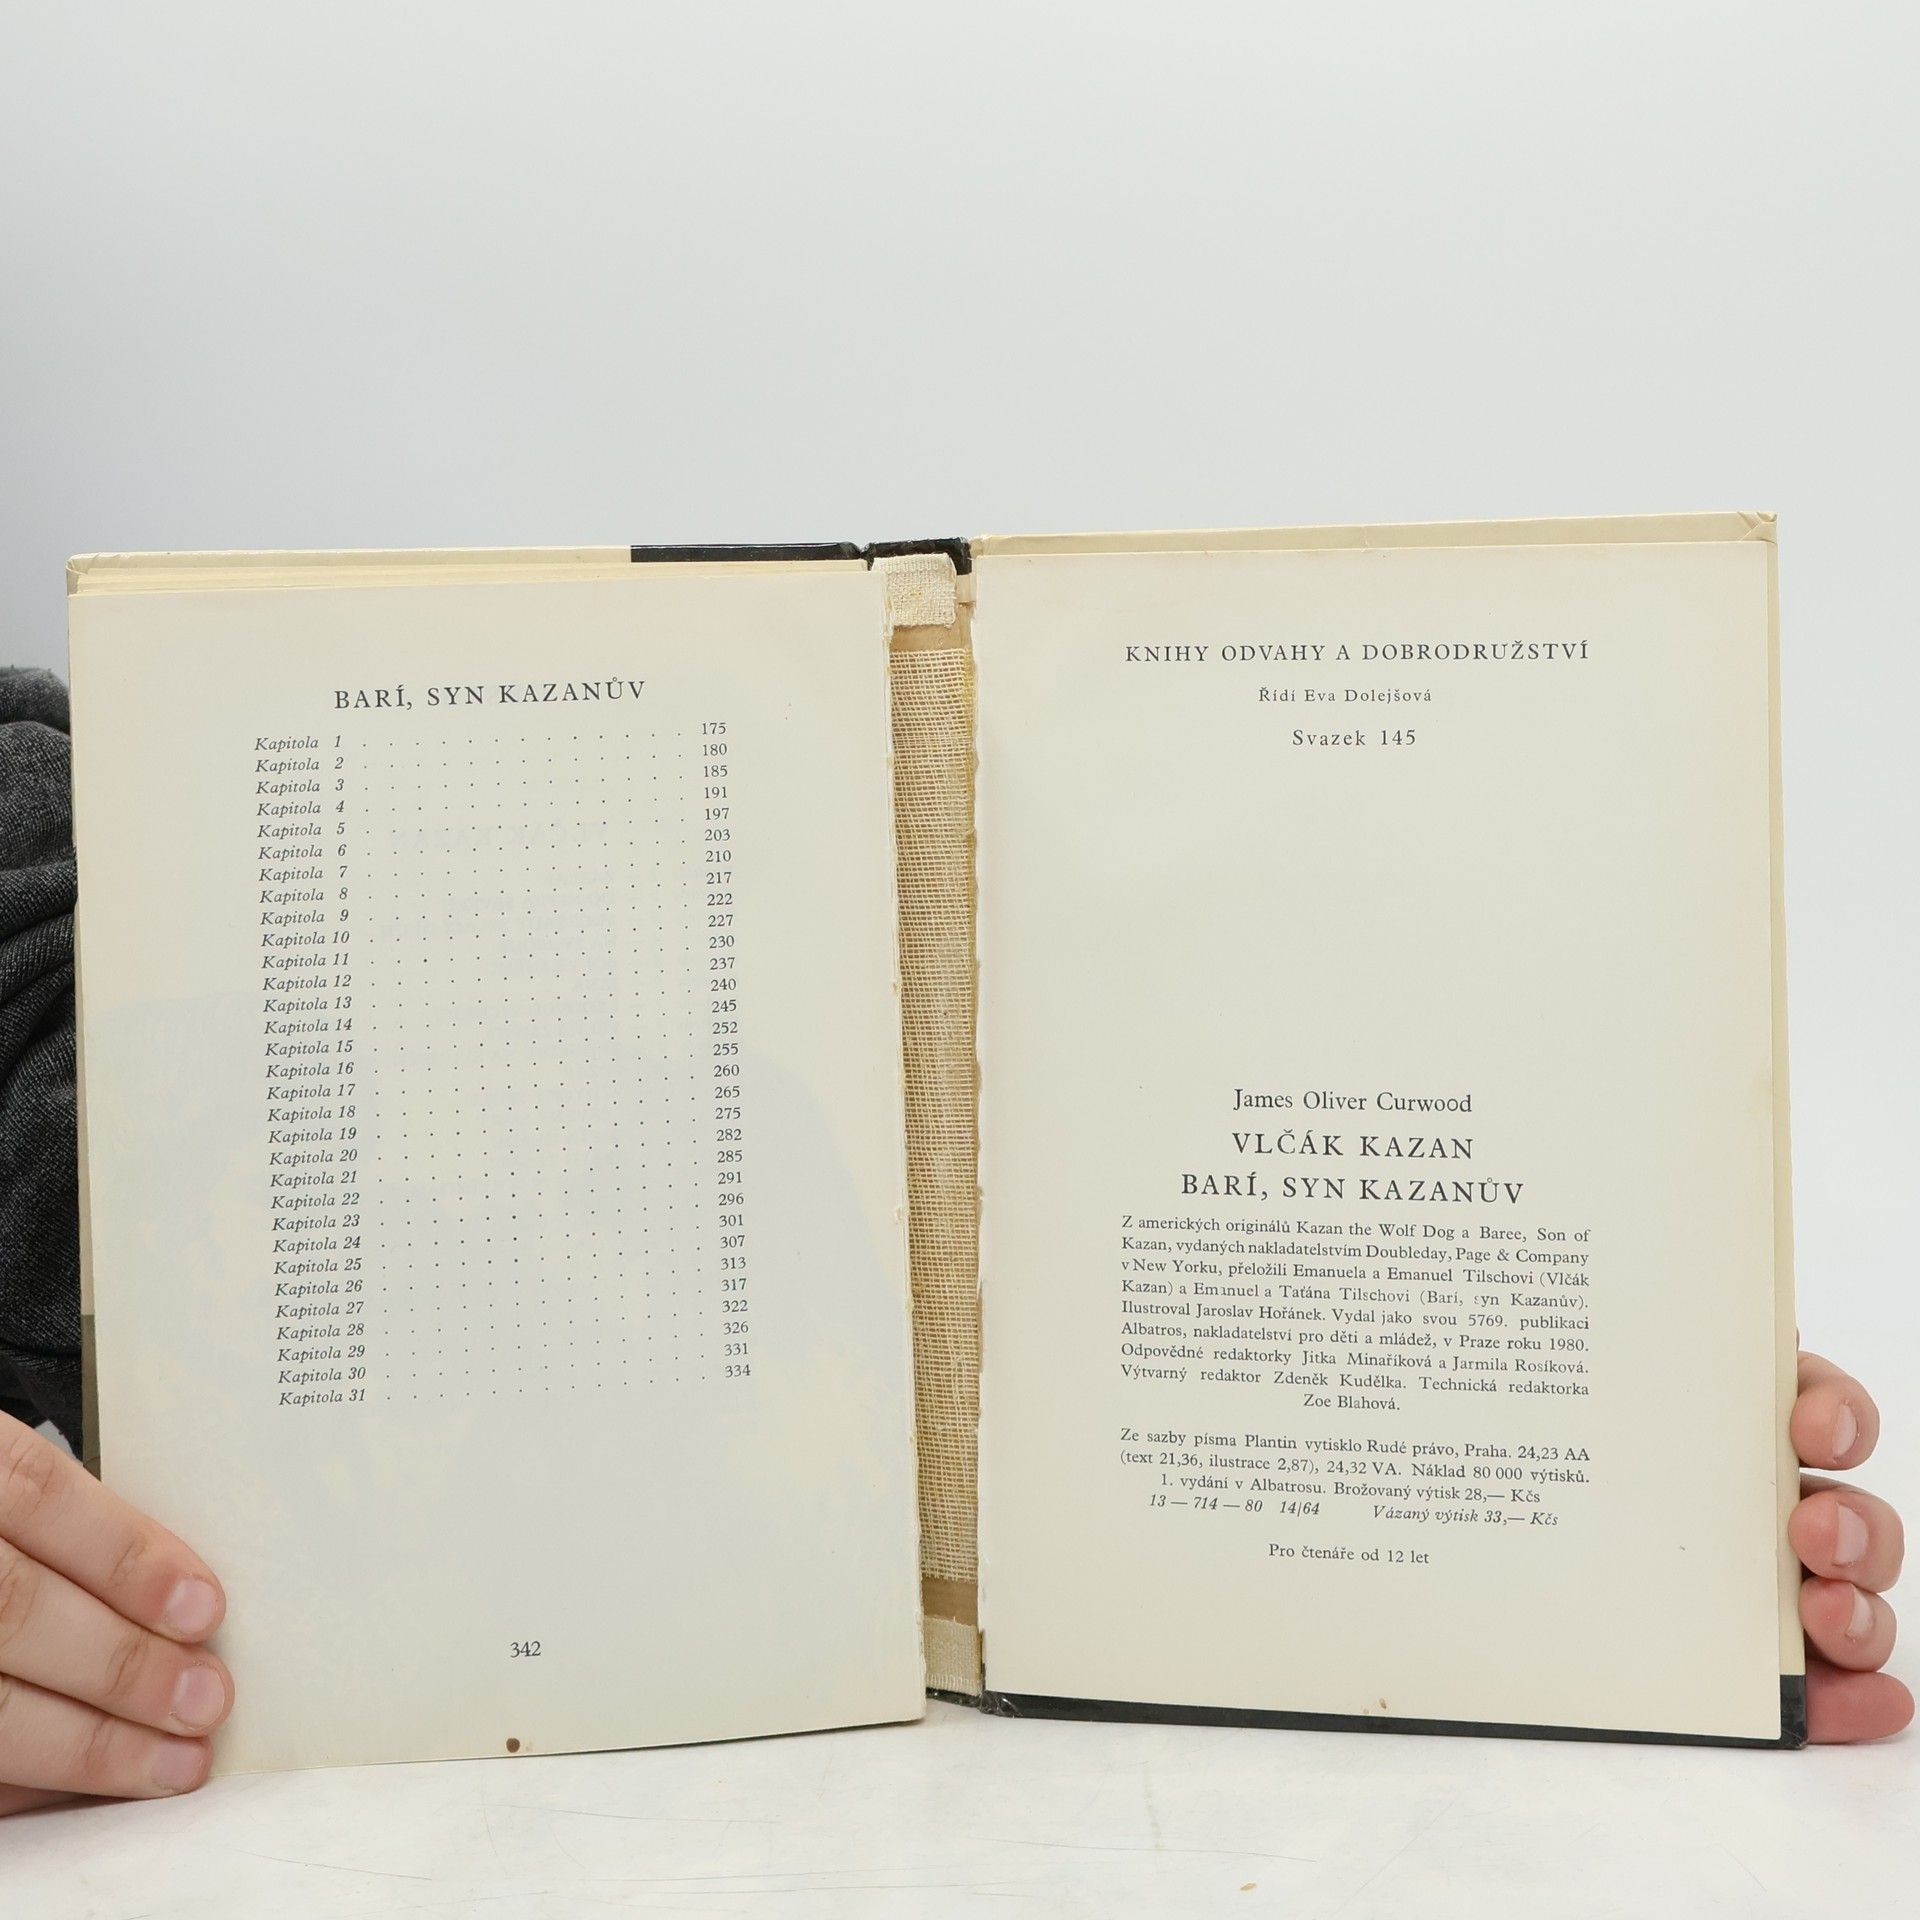 BARÍ, SYN KAZANŮV
Kapitola 1 . . . . . . . . . . . . . 175
Kapitola 2 . . . . . . . . . . . . . 180
Kapitola 3 . . . . . . . . . . . . . 185
Kapitola 4 . . . . . . . . . . . . . 191
Kapitola 5 . . . . . . . . . . . . . 197
Kapitola 6 . . . . . . . . . . . . . 203
Kapitola 7 . . . . . . . . . . . . . 210
Kapitola 8 . . . . . . . . . . . . . 217
Kapitola 9 . . . . . . . . . . . . . 222
Kapitola 10 . . . . . . . . . . . . . 227
Kapitola 11 . . . . . . . . . . . . . 230
Kapitola 12 . . . . . . . . . . . . . 237
Kapitola 13 . . . . . . . . . . . . . 240
Kapitola 14 . . . . . . . . . . . . . 245
Kapitola 15 . . . . . . . . . . . . . 252
Kapitola 16 . . . . . . . . . . . . . 255
Kapitola 17 . . . . . . . . . . . . . 260
Kapitola 18 . . . . . . . . . . . . . 265
Kapitola 19 . . . . . . . . . . . . . 275
Kapitola 20 . . . . . . . . . . . . . 282
Kapitola 21 . . . . . . . . . . . . . 285
Kapitola 22 . . . . . . . . . . . . . 291
Kapitola 23 . . . . . . . . . . . . . 296
Kapitola 24 . . . . . . . . . . . . . 301
Kapitola 25 . . . . . . . . . . . . . 307
Kapitola 26 . . . . . . . . . . . . . 313
Kapitola 27 . . . . . . . . . . . . . 317
Kapitola 28 . . . . . . . . . . . . . 322
Kapitola 29 . . . . . . . . . . . . . 326
Kapitola 30 . . . . . . . . . . . . . 331
Kapitola 31 . . . . . . . . . . . . . 334
342
KNIHY ODVAHY A DOBRODRUŽSTVÍ
Řídí Eva Dolejšová
Svazek 145
James Oliver Curwood
VLČÁK KAZAN
BARÍ, SYN KAZANŮV
Z amerických originálů Kazan the Wolf Dog a Baree, Son of
Kazan, vydaných nakladatelstvím Doubleday, Page & Company
v New Yorku, přeložili Emanuela a Emanuel Tilschovi (Vlčák
Kazan) a Emanuel a Taťána Tilschovi (Barí, syn Kazanův).
Ilustroval Jaroslav Hořánek. Vydal jako svou 5769. publikaci
Albatros, nakladatelství pro děti a mládež, v Praze roku 1980.
Odpovědné redaktorky Jitka Minaříková a Jarmila Rosíková.
Výtvarný redaktor Zdeněk Kudělka. Technická redaktorka
Zoe Blahová.
Ze sazby písma Plantin vytisklo Rudé právo, Praha. 24,23 AA
(text 21,36, ilustrace 2,87), 24,32 VA. Náklad 80 000 výtisků.
1. vydání v Albatrosu. Brožovaný výtisk 28,— Kčs
13 — 714 — 80 14/64 Vázaný výtisk 33,— Kčs
Pro čtenáře od 12 let